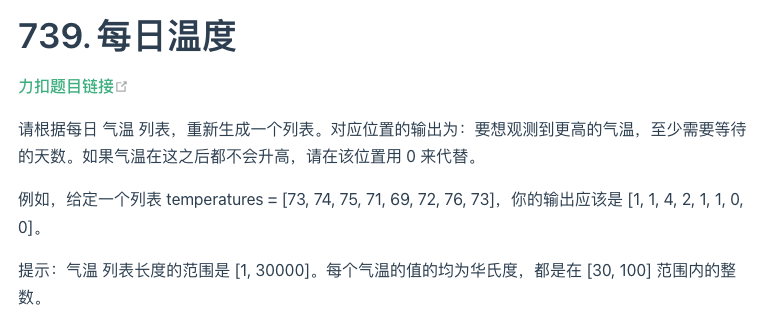 739. 每日温度
力扣题目链接
请根据每日 气温 列表，重新生成一个列表。对应位置的输出为：要想观测到更高的气温，至少需要等待
的天数。如果气温在这之后都不会升高，请在该位置用 0 来代替。
例如，给定一个列表 temperatures = [73, 74, 75, 71, 69, 72, 76, 73]，你的输出应该是 [1, 1, 4, 2, 1, 1, 0,
0]。
提示：气温 列表长度的范围是 [1, 30000]。每个气温的值的均为华氏度，都是在 [30, 100] 范围内的整
数。